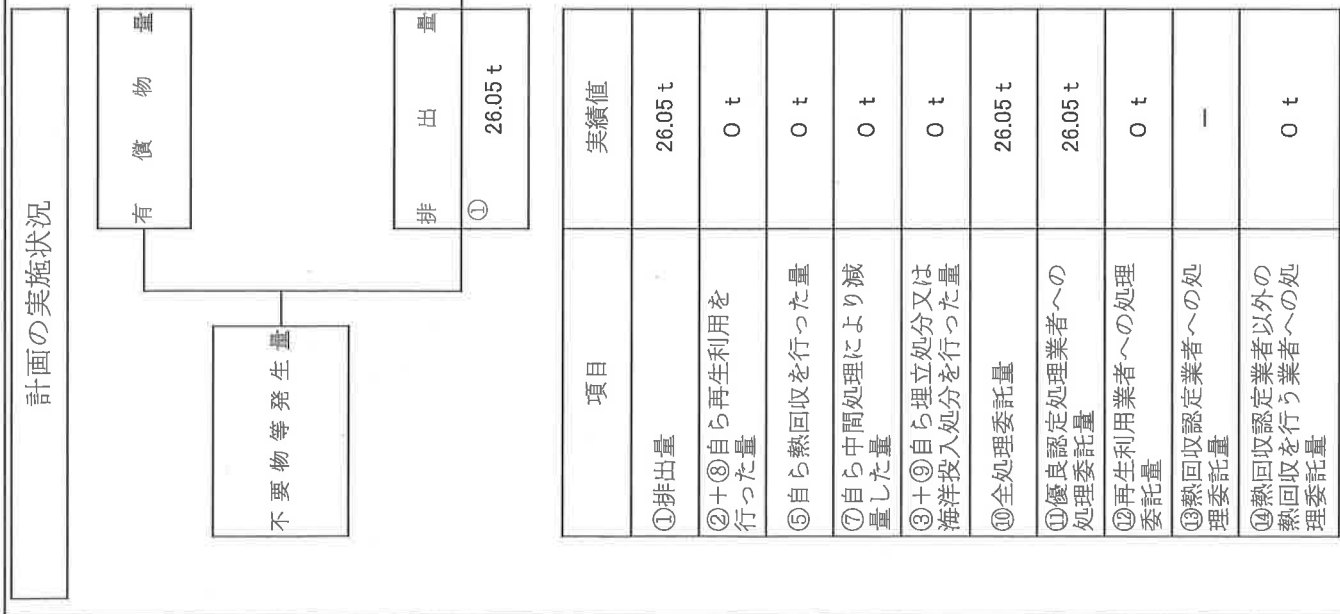 計画の実施状況
有償物量
不要物等発生量
排出量
①
26.05 t
項目
実績値
①排出量
26.05 t
②+⑧自ら再生利用を
行った量
0 t
⑤自ら熱回収を行った量
0 t
⑦自ら中間処理により減
量した量
0 t
③+⑨自ら埋立処分又は
海洋投入処分を行った量
0 t
⑩全処理委託量
26.05 t
⑪優良認定処理業者への
処理委託量
26.05 t
⑫再生利用業者への処理
委託量
0 t
⑬熱回収認定業者への処
理委託量
－
⑭熱回収認定業者以外の
熱回収を行う業者への処
理委託量
0 t